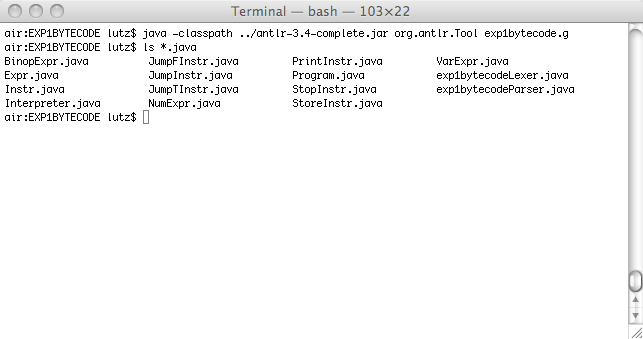 Terminal — bash — 103×22
air:EXP1BYTECODE lutz$ java -classpath ../antlr-3.4-complete.jar org.antlr.Tool exp1bytecode.g
air:EXP1BYTECODE lutz$ ls *.java
BinopExpr.java JumpFInstr.java PrintInstr.java VarExpr.java
Expr.java JumpInstr.java Program.java exp1bytecodeLexer.java
Instr.java JumpTInstr.java StopInstr.java exp1bytecodeParser.java
Interpreter.java NumExpr.java StoreInstr.java
air:EXP1BYTECODE lutz$